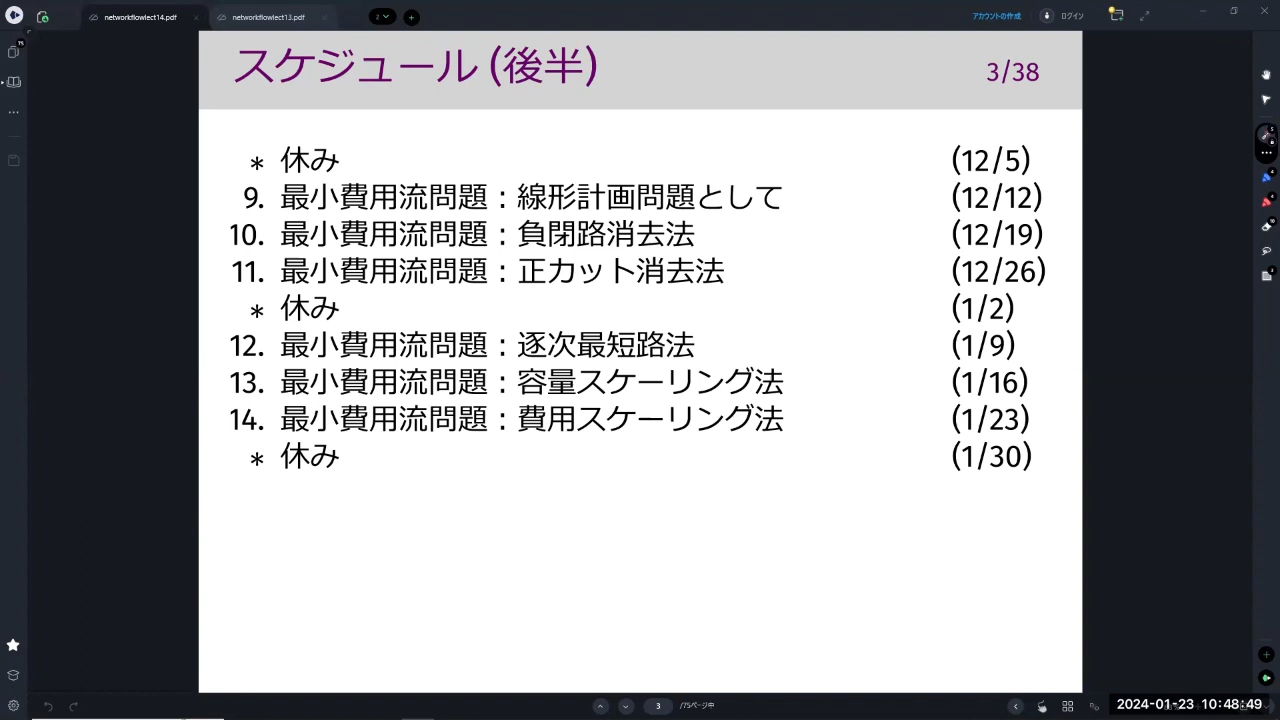 networkflowlect14.pdf
networkflowlect13.pdf
2
アカウントの作成
ログイン
スケジュール (後半)
3/38
* 休み (12/5)
9. 最小費用流問題：線形計画問題として (12/12)
10. 最小費用流問題：負閉路消去法 (12/19)
11. 最小費用流問題：正カット消去法 (12/26)
* 休み (1/2)
12. 最小費用流問題：逐次最短路法 (1/9)
13. 最小費用流問題：容量スケーリング法 (1/16)
14. 最小費用流問題：費用スケーリング法 (1/23)
* 休み (1/30)
3 /75ページ中
2024-01-23 10:48:49